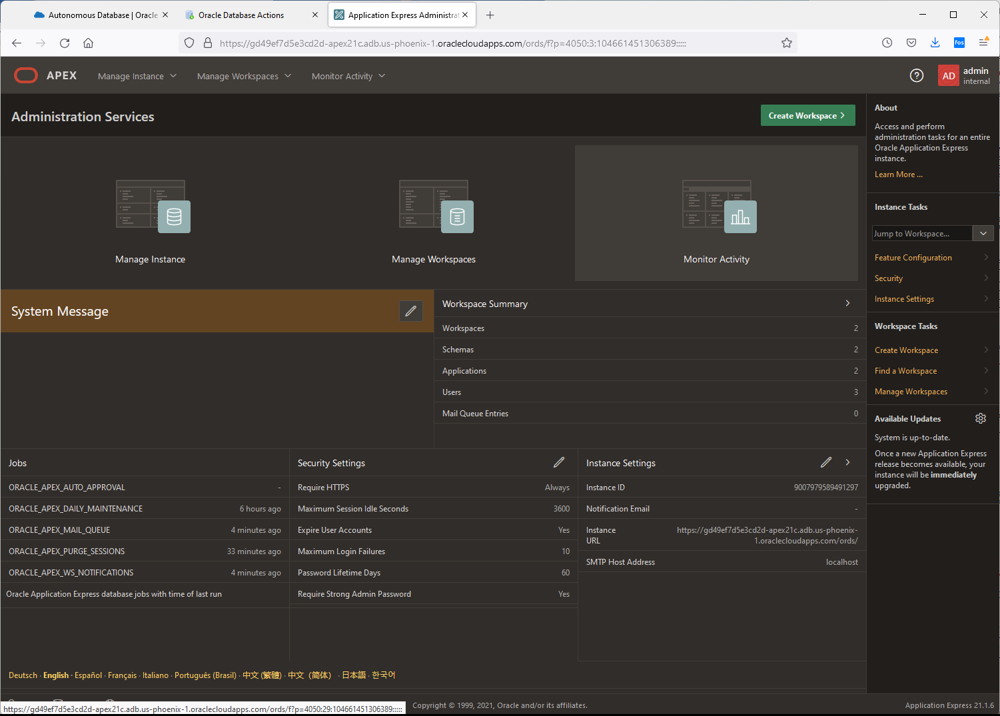 Autonomous Database | Oracle
Oracle Database Actions
Application Express Administrat
https://gd49ef7d5e3cd2d-apex21c.adb.us-phoenix-1.oraclecloudapps.com/ords/f?p=4050:3:104661451306389:::::
fos
APEX
Manage Instance
Manage Workspaces
Monitor Activity
AD
admin
internal
Administration Services
Create Workspace
Manage Instance
Manage Workspaces
Monitor Activity
System Message
Workspace Summary
Workspaces 2
Schemas 2
Applications 2
Users 3
Mail Queue Entries 0
Jobs
ORACLE_APEX_AUTO_APPROVAL -
ORACLE_APEX_DAILY_MAINTENANCE 6 hours ago
ORACLE_APEX_MAIL_QUEUE 4 minutes ago
ORACLE_APEX_PURGE_SESSIONS 33 minutes ago
ORACLE_APEX_WS_NOTIFICATIONS 4 minutes ago
Oracle Application Express database jobs with time of last run
Security Settings
Require HTTPS Always
Maximum Session Idle Seconds 3600
Expire User Accounts Yes
Maximum Login Failures 10
Password Lifetime Days 60
Require Strong Admin Password Yes
Instance Settings
Instance ID 9007979589491297
Notification Email -
Instance URL https://gd49ef7d5e3cd2d-apex21c.adb.us-phoenix-
1.oraclecloudapps.com/ords/
SMTP Host Address localhost
About
Access and perform
administration tasks for an entire
Oracle Application Express
instance.
Learn More ...
Instance Tasks
Jump to Workspace...
Feature Configuration
Security
Instance Settings
Workspace Tasks
Create Workspace
Find a Workspace
Manage Workspaces
Available Updates
System is up-to-date.
Once a new Application Express
release becomes available, your
instance will be immediately
upgraded.
Deutsch · English · Español · Français · Italiano · Português (Brasil) · 中文 (繁體) · 中文（简体） · 日本語 · 한국어
https://gd49ef7d5e3cd2d-apex21c.adb.us-phoenix-1.oraclecloudapps.com/ords/f?p=4050:29:104661451306389:::::
Copyright © 1999, 2021, Oracle and/or its affiliates.
Application Express 21.1.6